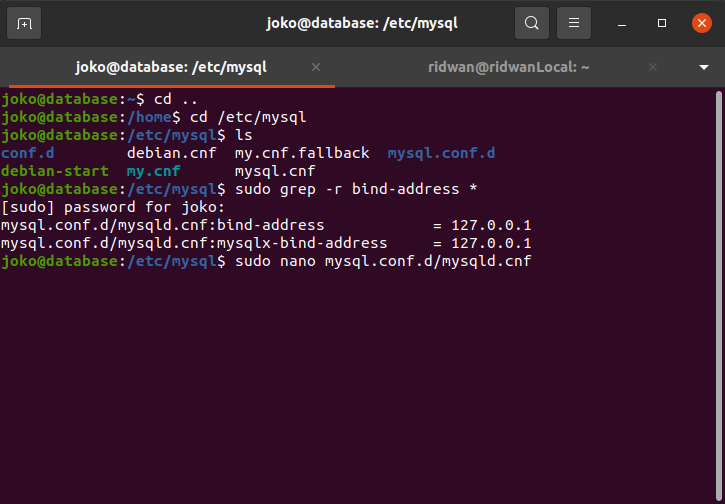 joko@database: /etc/mysql
joko@database: /etc/mysql × ridwan@ridwanLocal: ~ ×
joko@database:~$ cd ..
joko@database:/home$ cd /etc/mysql
joko@database:/etc/mysql$ ls
conf.d        debian.cnf  my.cnf.fallback  mysql.conf.d
debian-start  my.cnf      mysql.cnf
joko@database:/etc/mysql$ sudo grep -r bind-address *
[sudo] password for joko:
mysql.conf.d/mysqld.cnf:bind-address            = 127.0.0.1
mysql.conf.d/mysqld.cnf:mysqlx-bind-address     = 127.0.0.1
joko@database:/etc/mysql$ sudo nano mysql.conf.d/mysqld.cnf